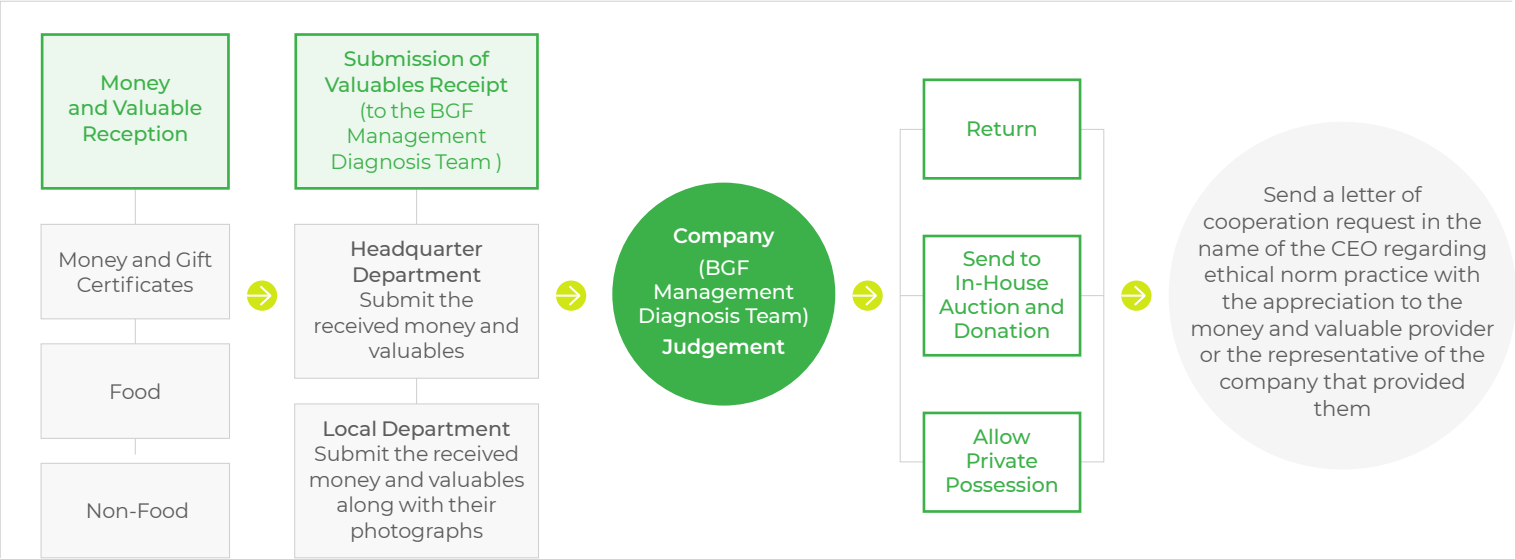 Money
and Valuable
Reception
Money and Gift
Certificates
Food
Non-Food
Submission of
Valuables Receipt
(to the BGF
Management
Diagnosis Team )
Headquarter
Department
Submit the
received money and
valuables
Local Department
Submit the received
money and valuables
along with their
photographs
Company
(BGF
Management
Diagnosis Team)
Judgement
Return
Send to
In-House
Auction and
Donation
Allow
Private
Possession
Send a letter of
cooperation request in the
name of the CEO regarding
ethical norm practice with
the appreciation to the
money and valuable provider
or the representative of the
company that provided
them